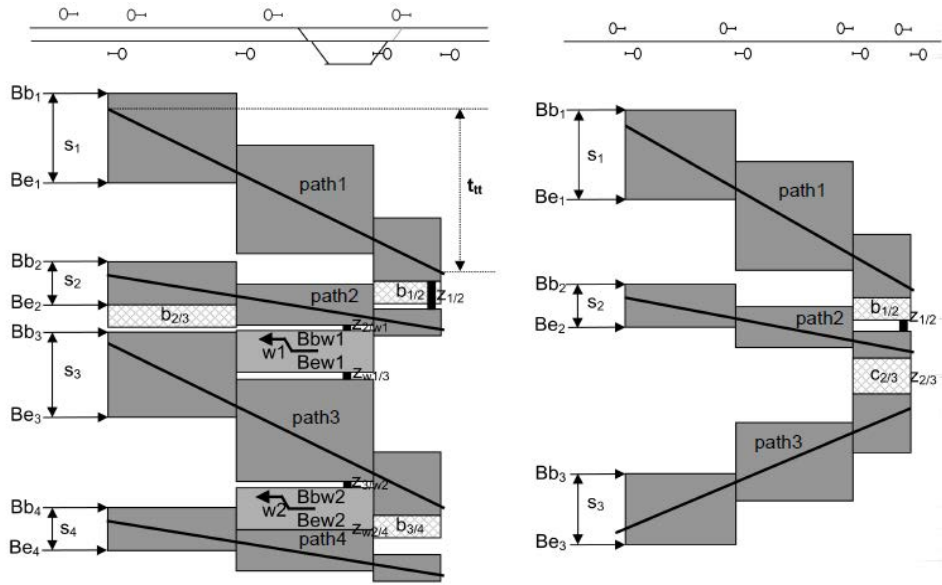 Bb1
s1
Be1
path1
ttt
Bb2
s2
Be2
path2
b1/2
z1/2
b2/3
z2/w1
Bb3
s3
w1
Bbw1
Bew1
zw1/3
Be3
path3
z3/w2
Bb4
s4
w2
Bbw2
Bew2
zw2/4
b3/4
Be4
path4
Bb1
s1
Be1
path1
Bb2
s2
Be2
path2
b1/2
z1/2
c2/3
z2/3
path3
Bb3
s3
Be3